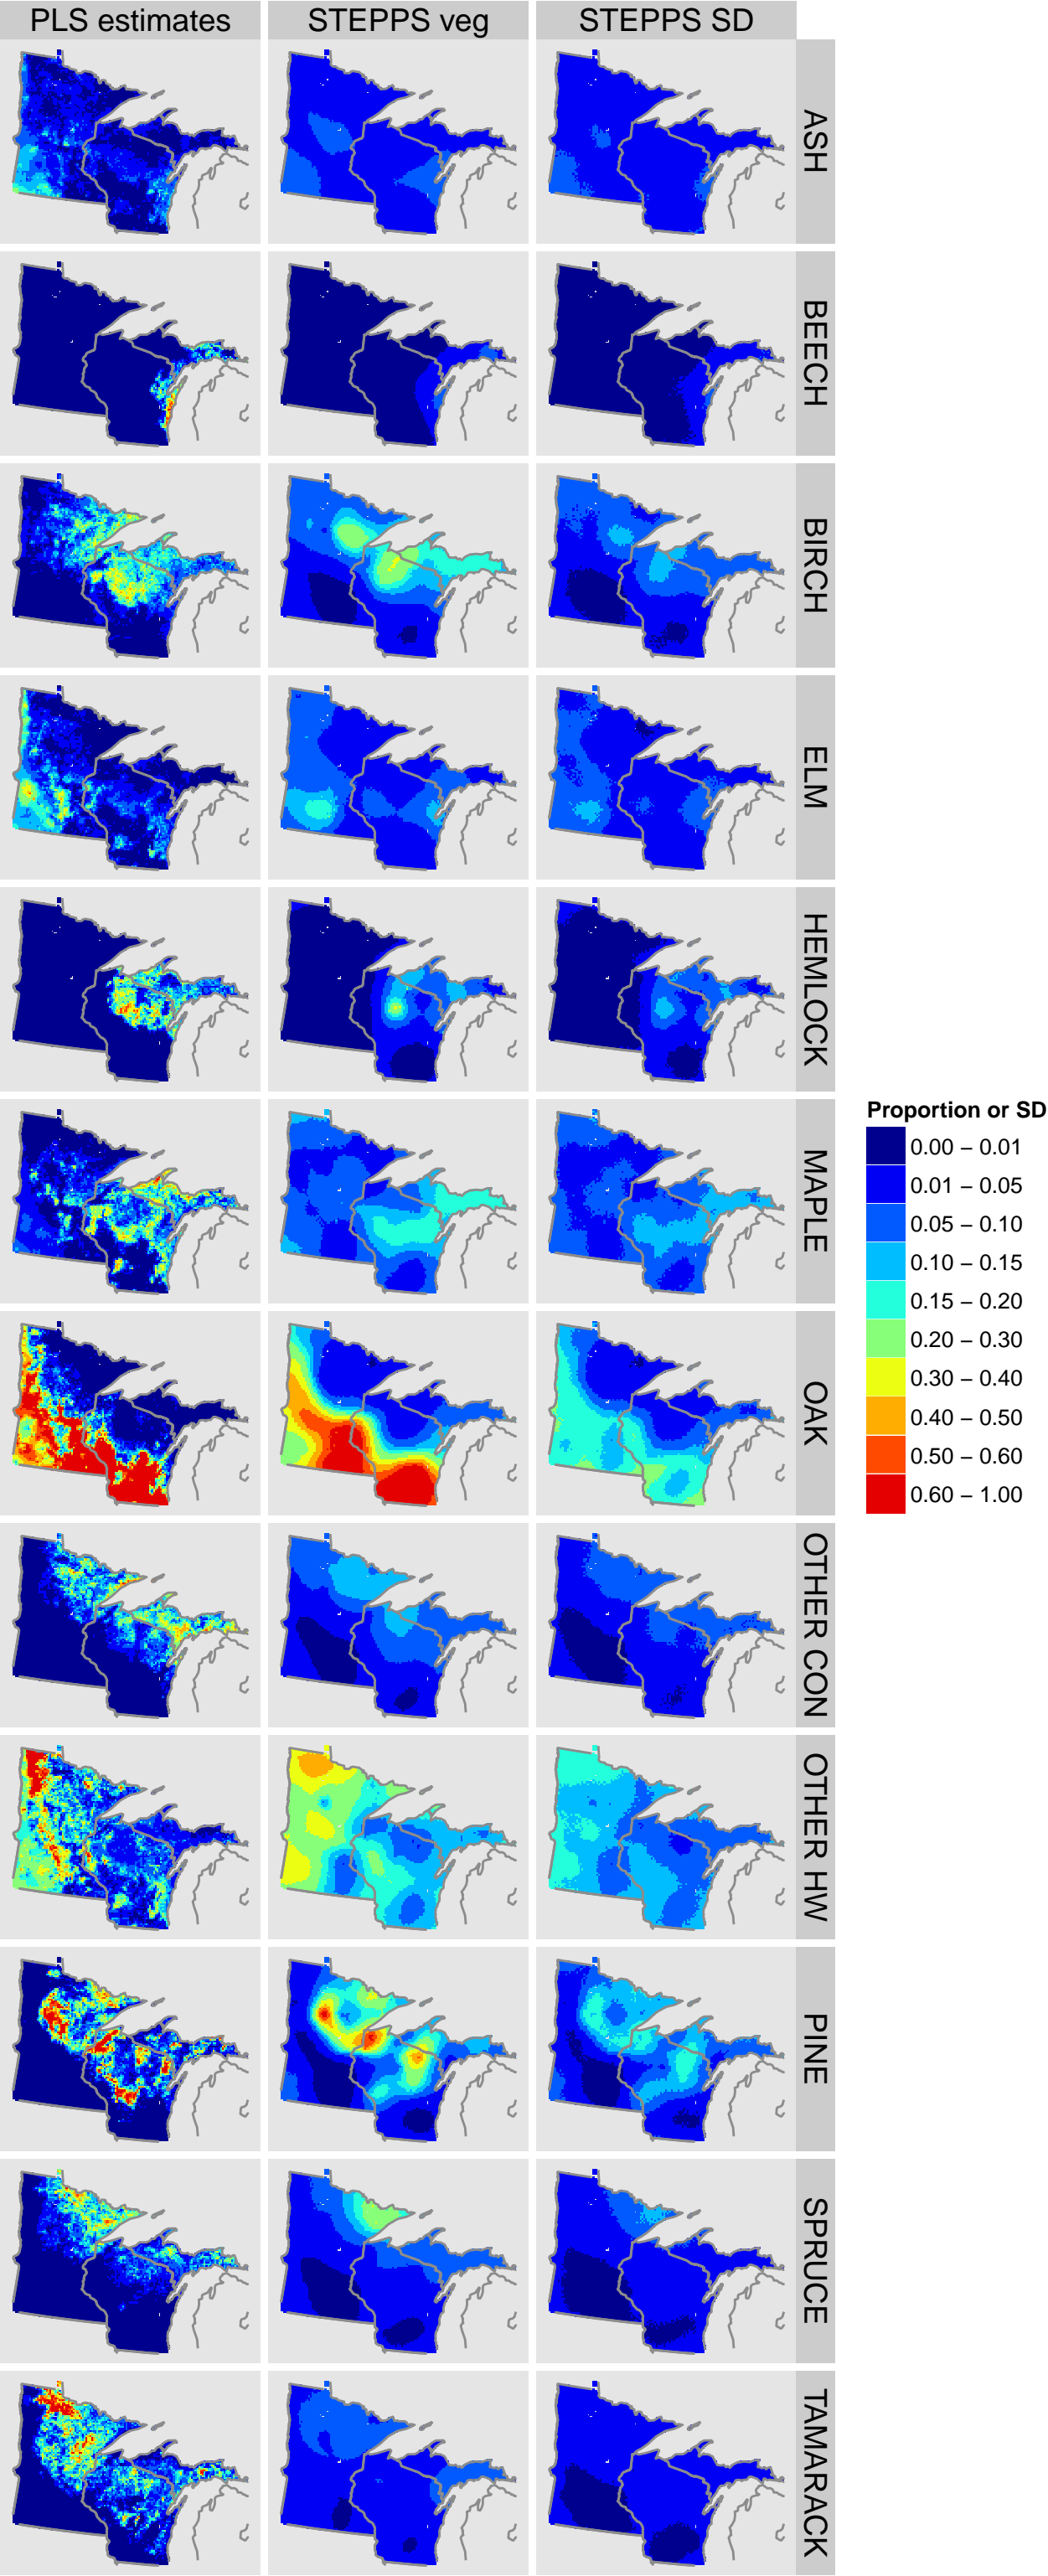 PLS estimates
STEPPS veg
STEPPS SD
ASH
BEECH
BIRCH
ELM
HEMLOCK
MAPLE
OAK
OTHER CON
OTHER HW
PINE
SPRUCE
TAMARACK
Proportion or SD
0.00 – 0.01
0.01 – 0.05
0.05 – 0.10
0.10 – 0.15
0.15 – 0.20
0.20 – 0.30
0.30 – 0.40
0.40 – 0.50
0.50 – 0.60
0.60 – 1.00